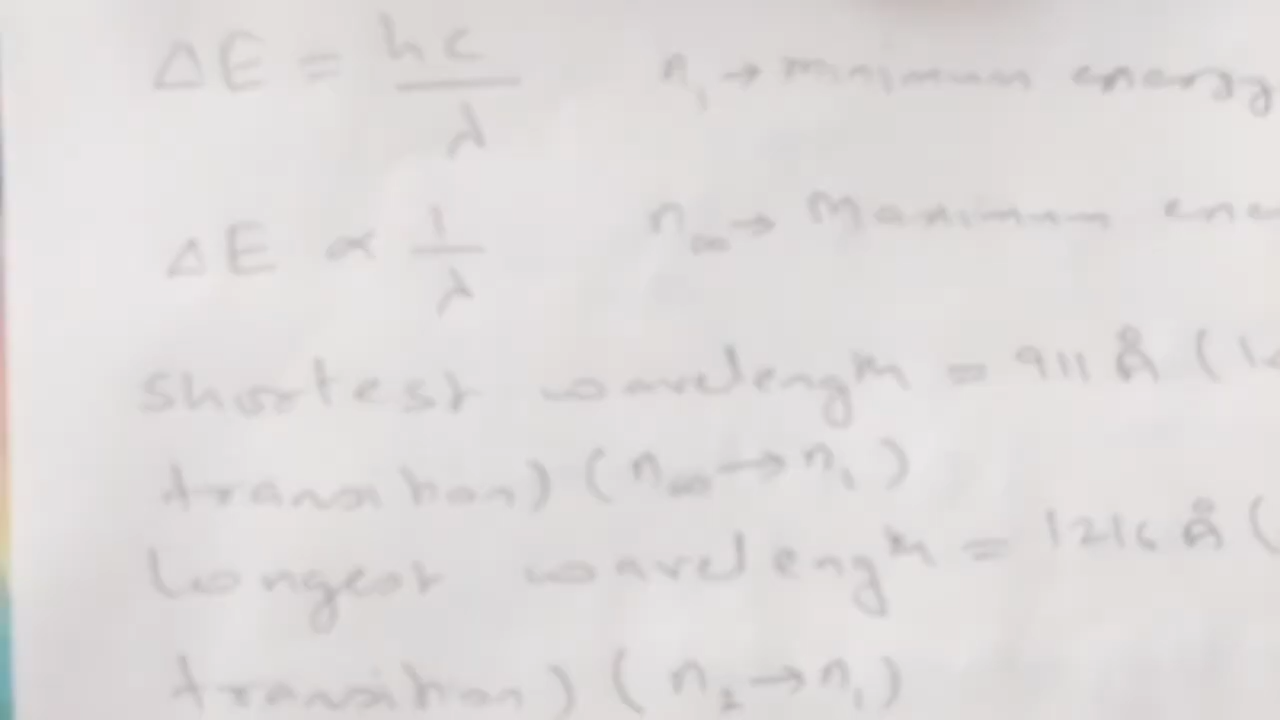 ΔE = hc/λ n₁ → minimum energy
ΔE ∝ 1/λ n∞ → Maximum ene
Shortest wavelength = 911 Å (
transition) (n∞ → n₁)
Longest wavelength = 1216 Å (
transition) (n₂ → n₁)